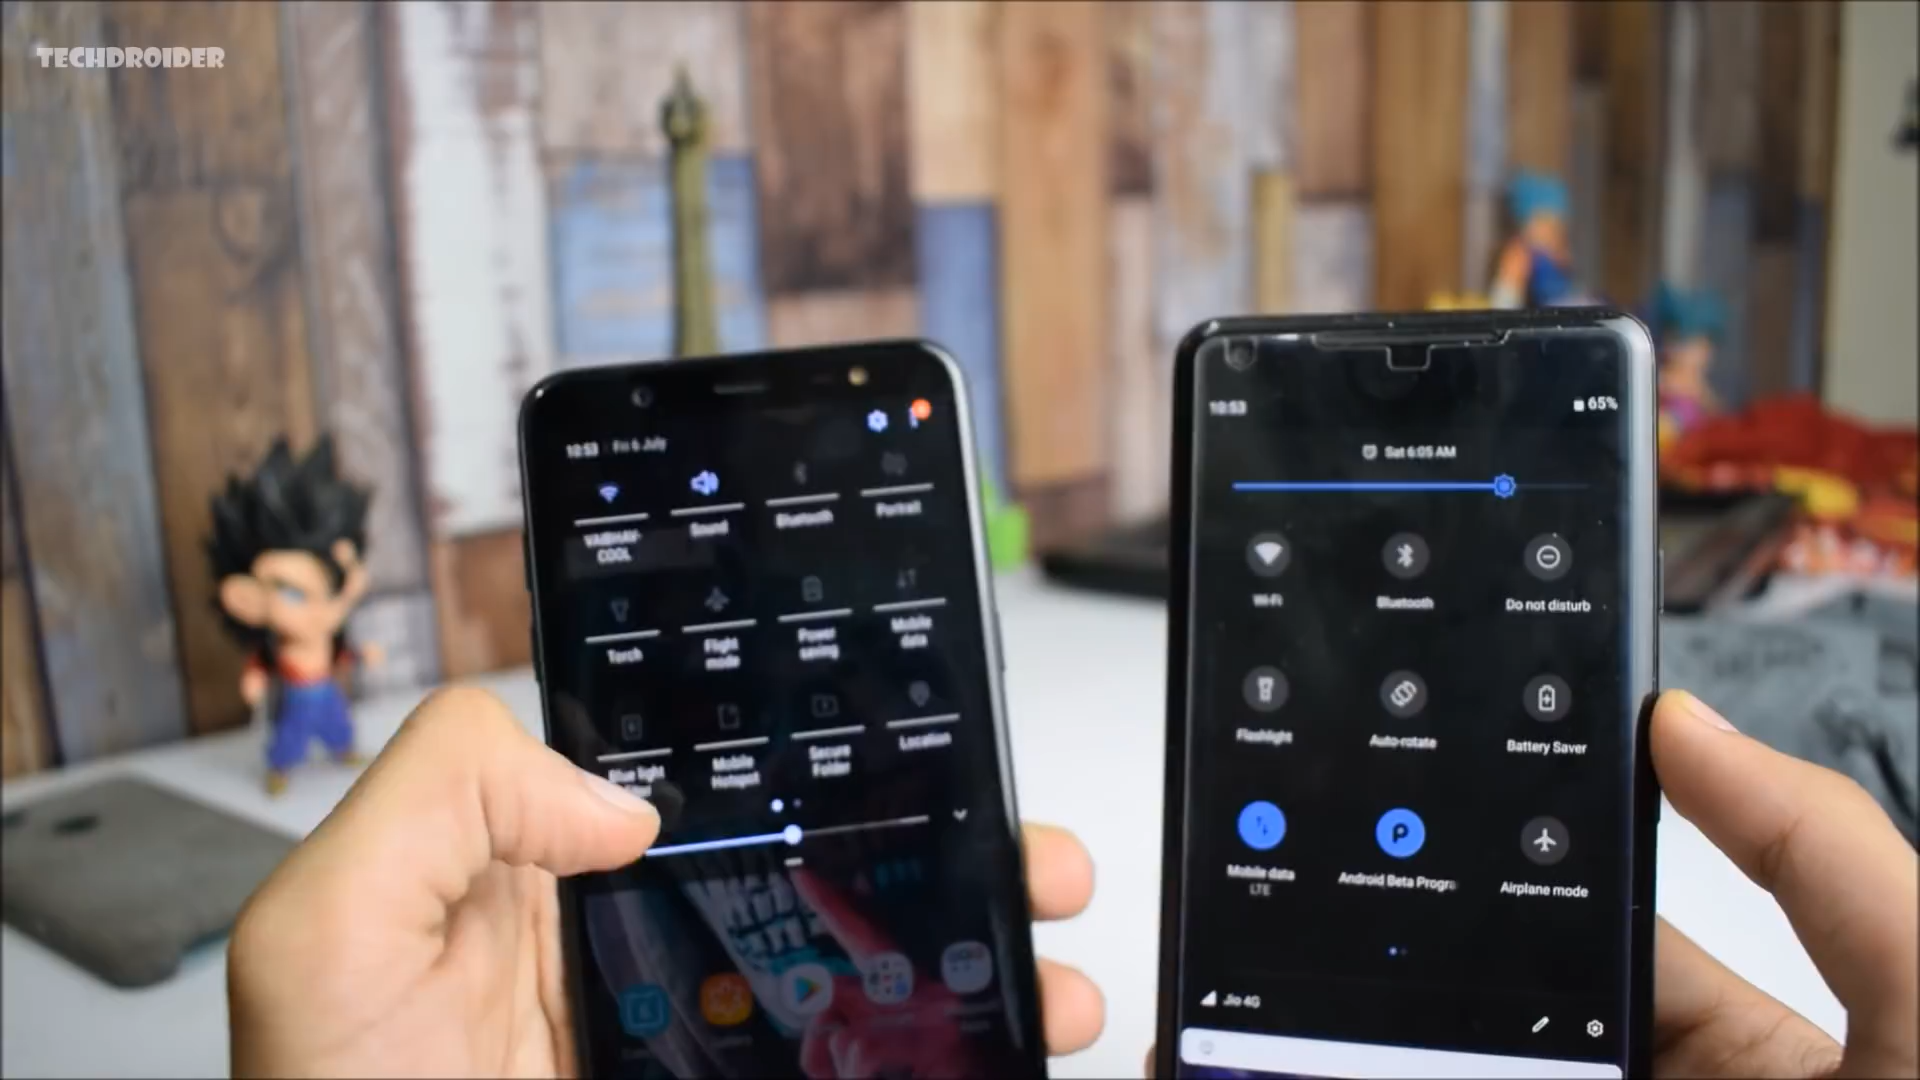 TECHDROIDER
10:53 Fri 6 July
VAIBHAV-
COOL
Sound
Bluetooth
Portrait
Torch
Flight
mode
Power
saving
Mobile
data
Blue light
Mobile
Hotspot
Secure
Folder
Location
10:53
65%
Sat 6:05 AM
Wi-Fi
Bluetooth
Do not disturb
Flashlight
Auto-rotate
Battery Saver
Mobile data
LTE
Android Beta Progra
Airplane mode
Jio 4G